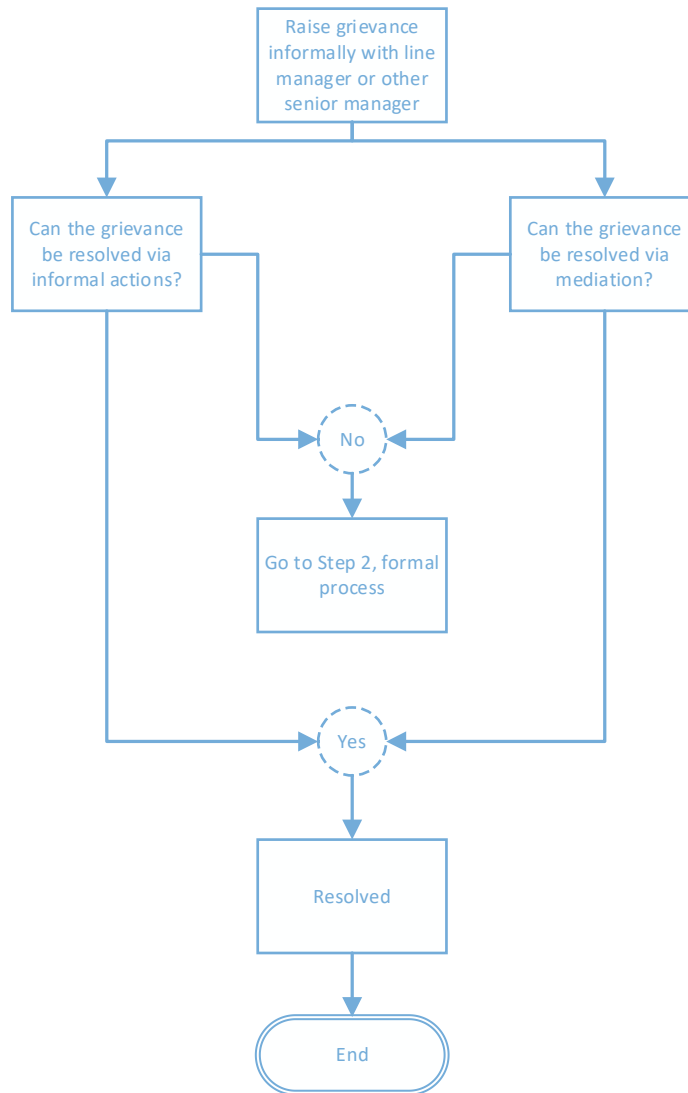 Raise grievance
informally with line
manager or other
senior manager
Can the grievance
be resolved via
informal actions?
Can the grievance
be resolved via
mediation?
No
Go to Step 2, formal
process
Yes
Resolved
End